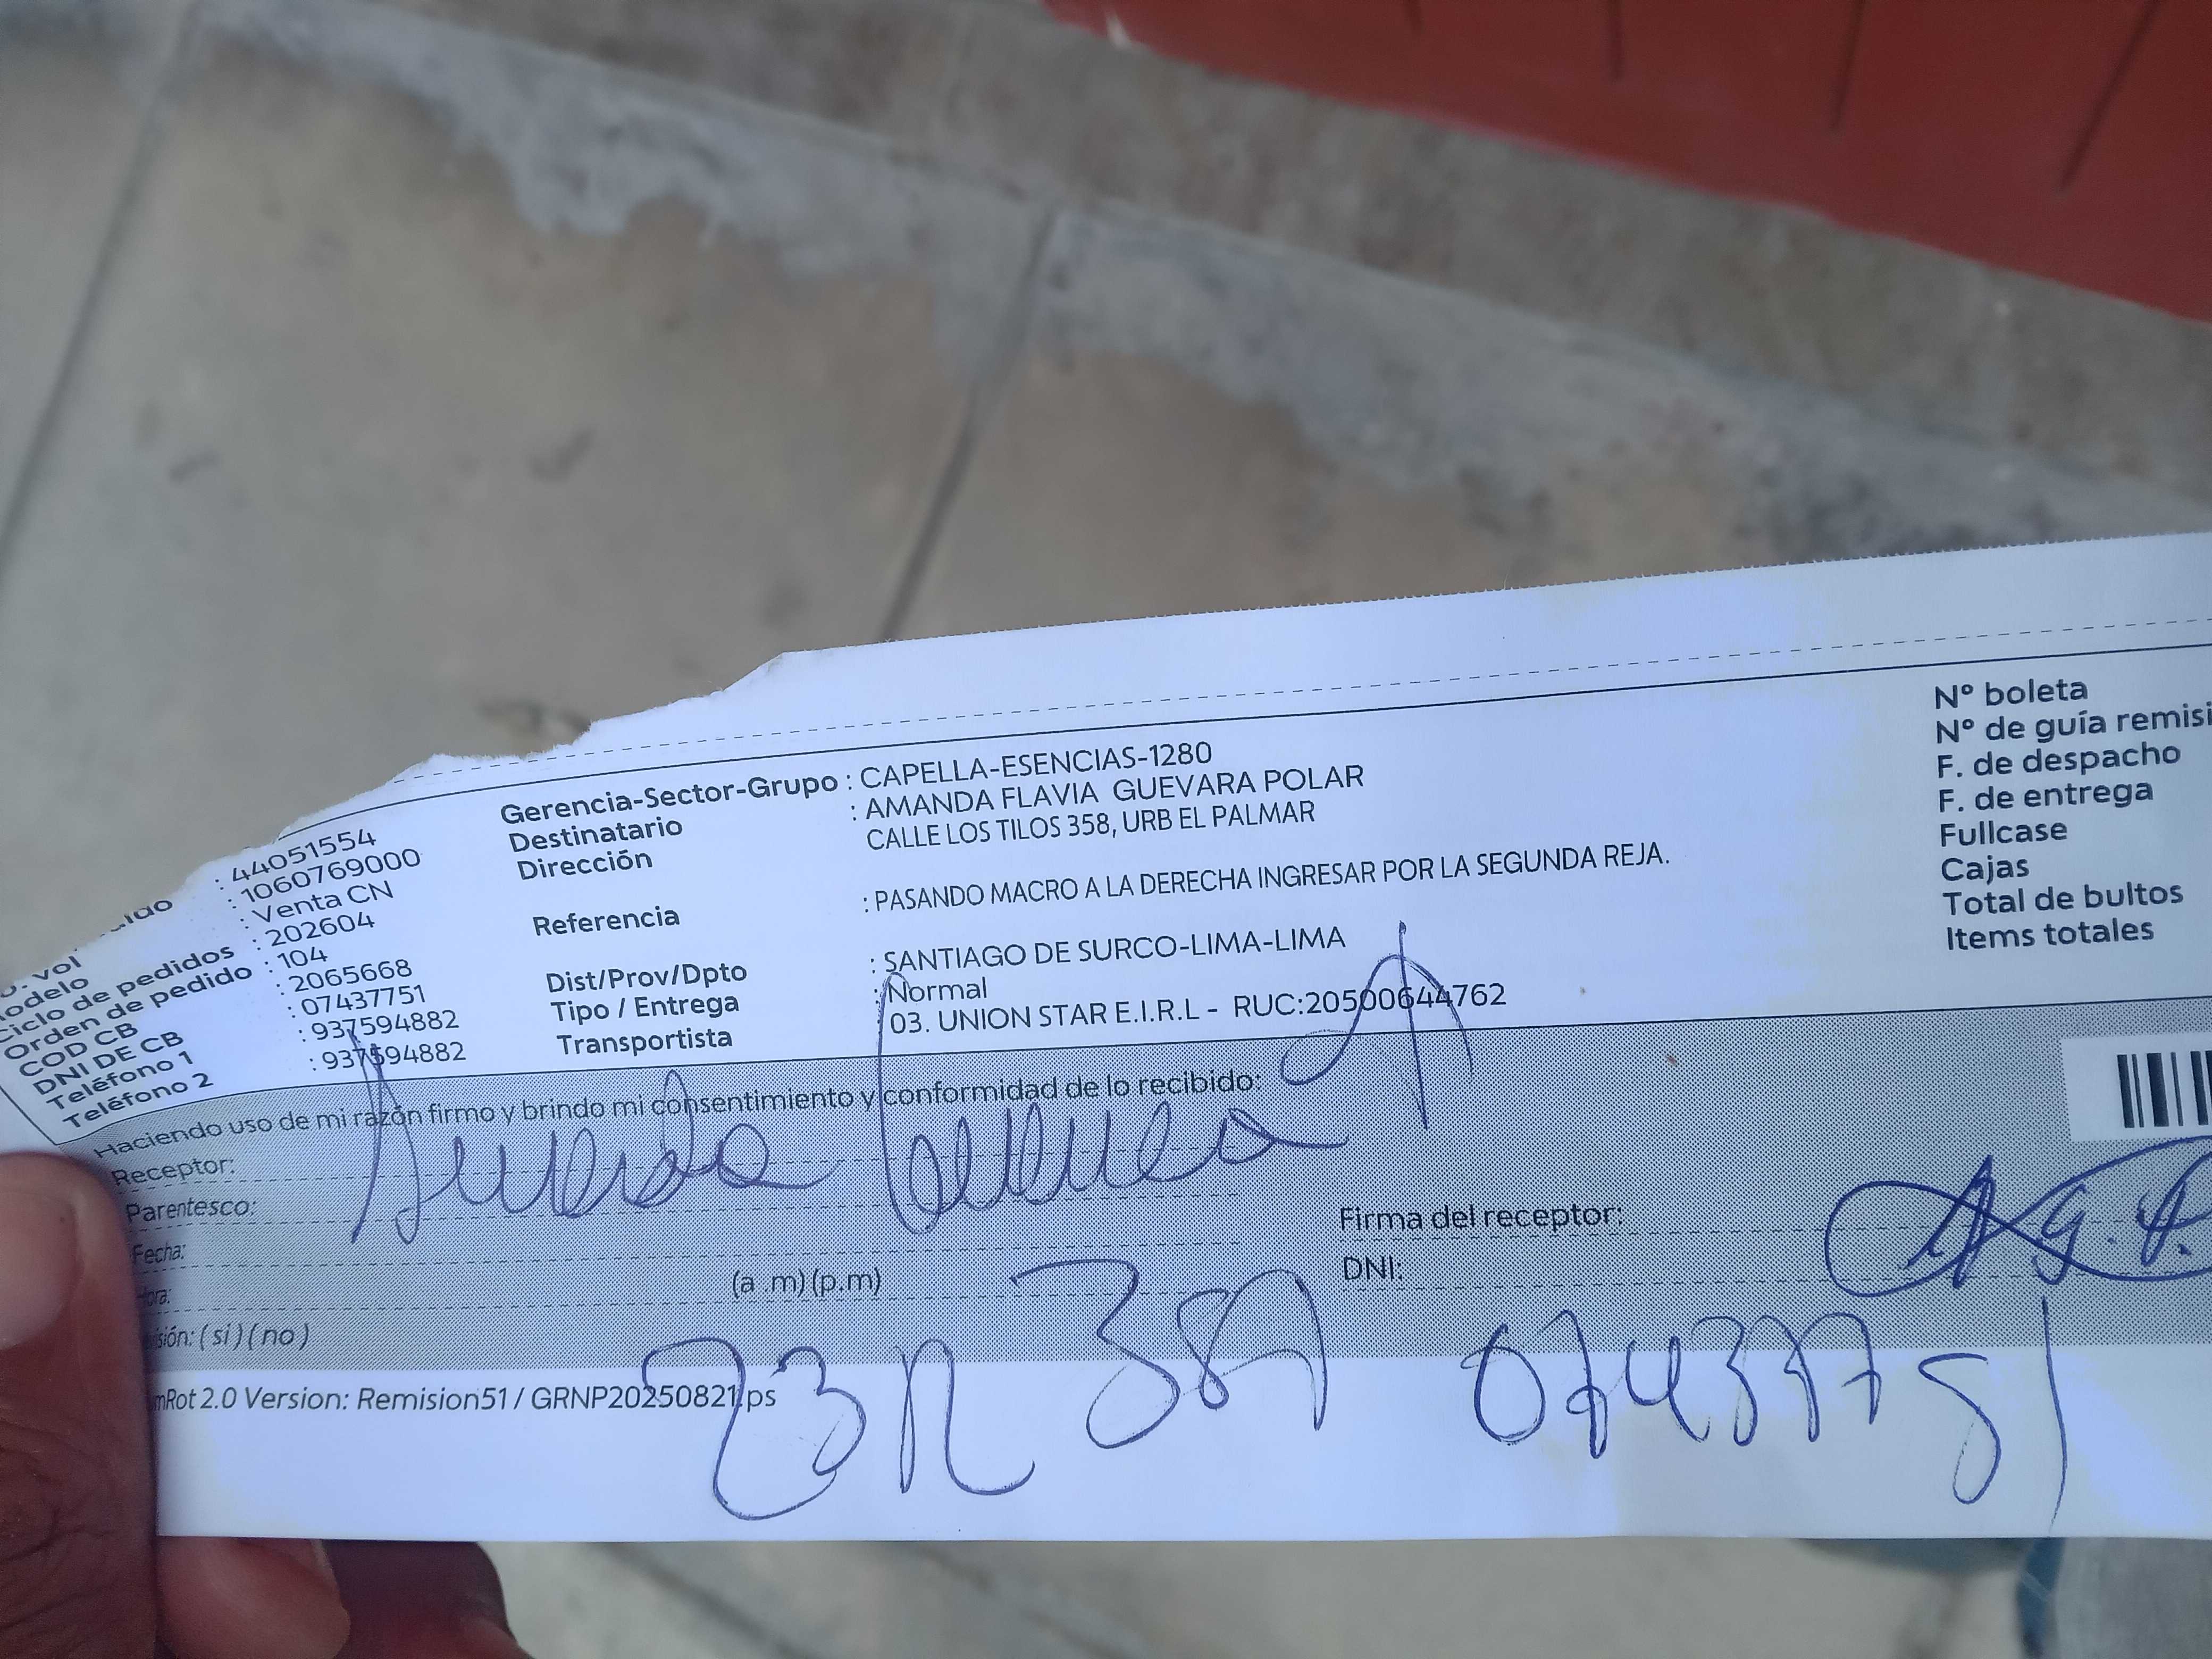 : 44051554
: 1060769000
: Venta CN
Ciclo de pedidos : 202604
Orden de pedido : 104
COD CB : 2065668
DNI DE CB : 07437751
Teléfono 1 : 937594882
Teléfono 2 : 937594882
Gerencia-Sector-Grupo : CAPELLA-ESENCIAS-1280
Destinatario : AMANDA FLAVIA GUEVARA POLAR
Dirección CALLE LOS TILOS 358, URB EL PALMAR
Referencia : PASANDO MACRO A LA DERECHA INGRESAR POR LA SEGUNDA REJA.
Dist/Prov/Dpto : SANTIAGO DE SURCO-LIMA-LIMA
Tipo / Entrega : Normal
Transportista 03. UNION STAR E.I.R.L - RUC:20500644762
Nº boleta
Nº de guía remisi
F. de despacho
F. de entrega
Fullcase
Cajas
Total de bultos
Items totales
Haciendo uso de mi razón firmo y brindo mi consentimiento y conformidad de lo recibido:
Receptor:
Parentesco:
Fecha:
Hora: (a .m) (p.m)
( si ) ( no )
Firma del receptor: A.G.P.
DNI: 07437751
mRot 2.0 Version: Remision51 / GRNP20250821.ps